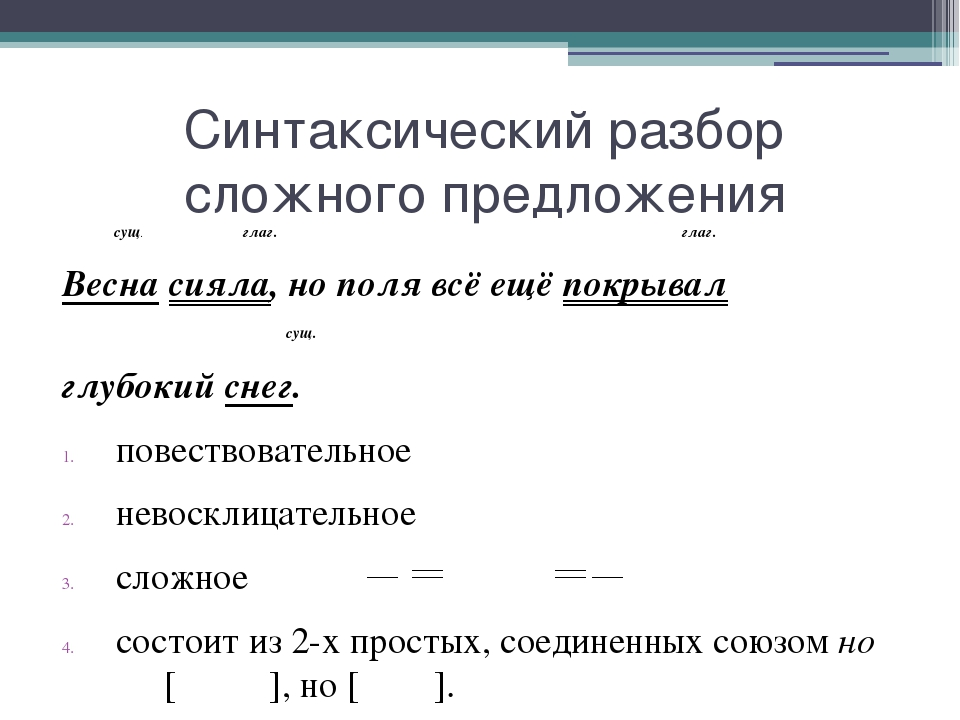 Синтаксический разбор
сложного предложения
сущ. глаг. глаг.
Весна сияла, но поля всё ещё покрывал
сущ.
глубокий снег.
1. повествовательное
2. невосклицательное
3. сложное
4. состоит из 2-х простых, соединенных союзом но
[ ], но [ ].